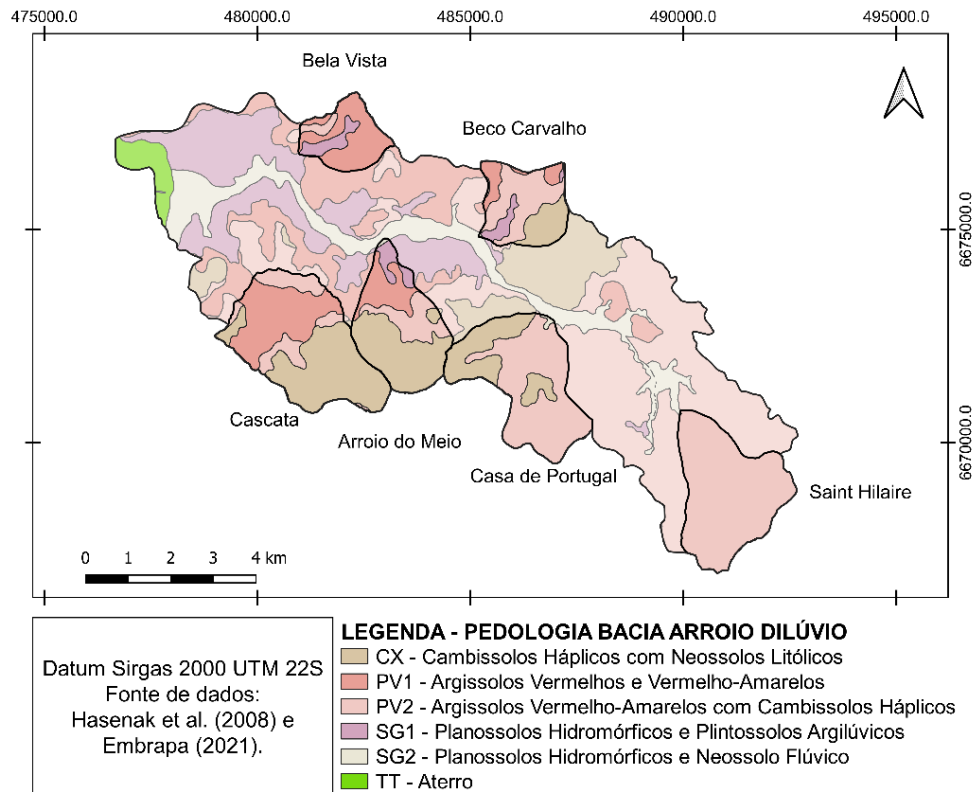 475000.0 480000.0 485000.0 490000.0 495000.0
Bela Vista
Beco Carvalho
6675000.0
Cascata
Arroio do Meio
6670000.0
Casa de Portugal
Saint Hilaire
0 1 2 3 4 km
Datum Sirgas 2000 UTM 22S
Fonte de dados:
Hasenak et al. (2008) e
Embrapa (2021).
LEGENDA - PEDOLOGIA BACIA ARROIO DILÚVIO
CX - Cambissolos Háplicos com Neossolos Litólicos
PV1 - Argissolos Vermelhos e Vermelho-Amarelos
PV2 - Argissolos Vermelho-Amarelos com Cambissolos Háplicos
SG1 - Planossolos Hidromórficos e Plintossolos Argilúvicos
SG2 - Planossolos Hidromórficos e Neossolo Flúvico
TT - Aterro